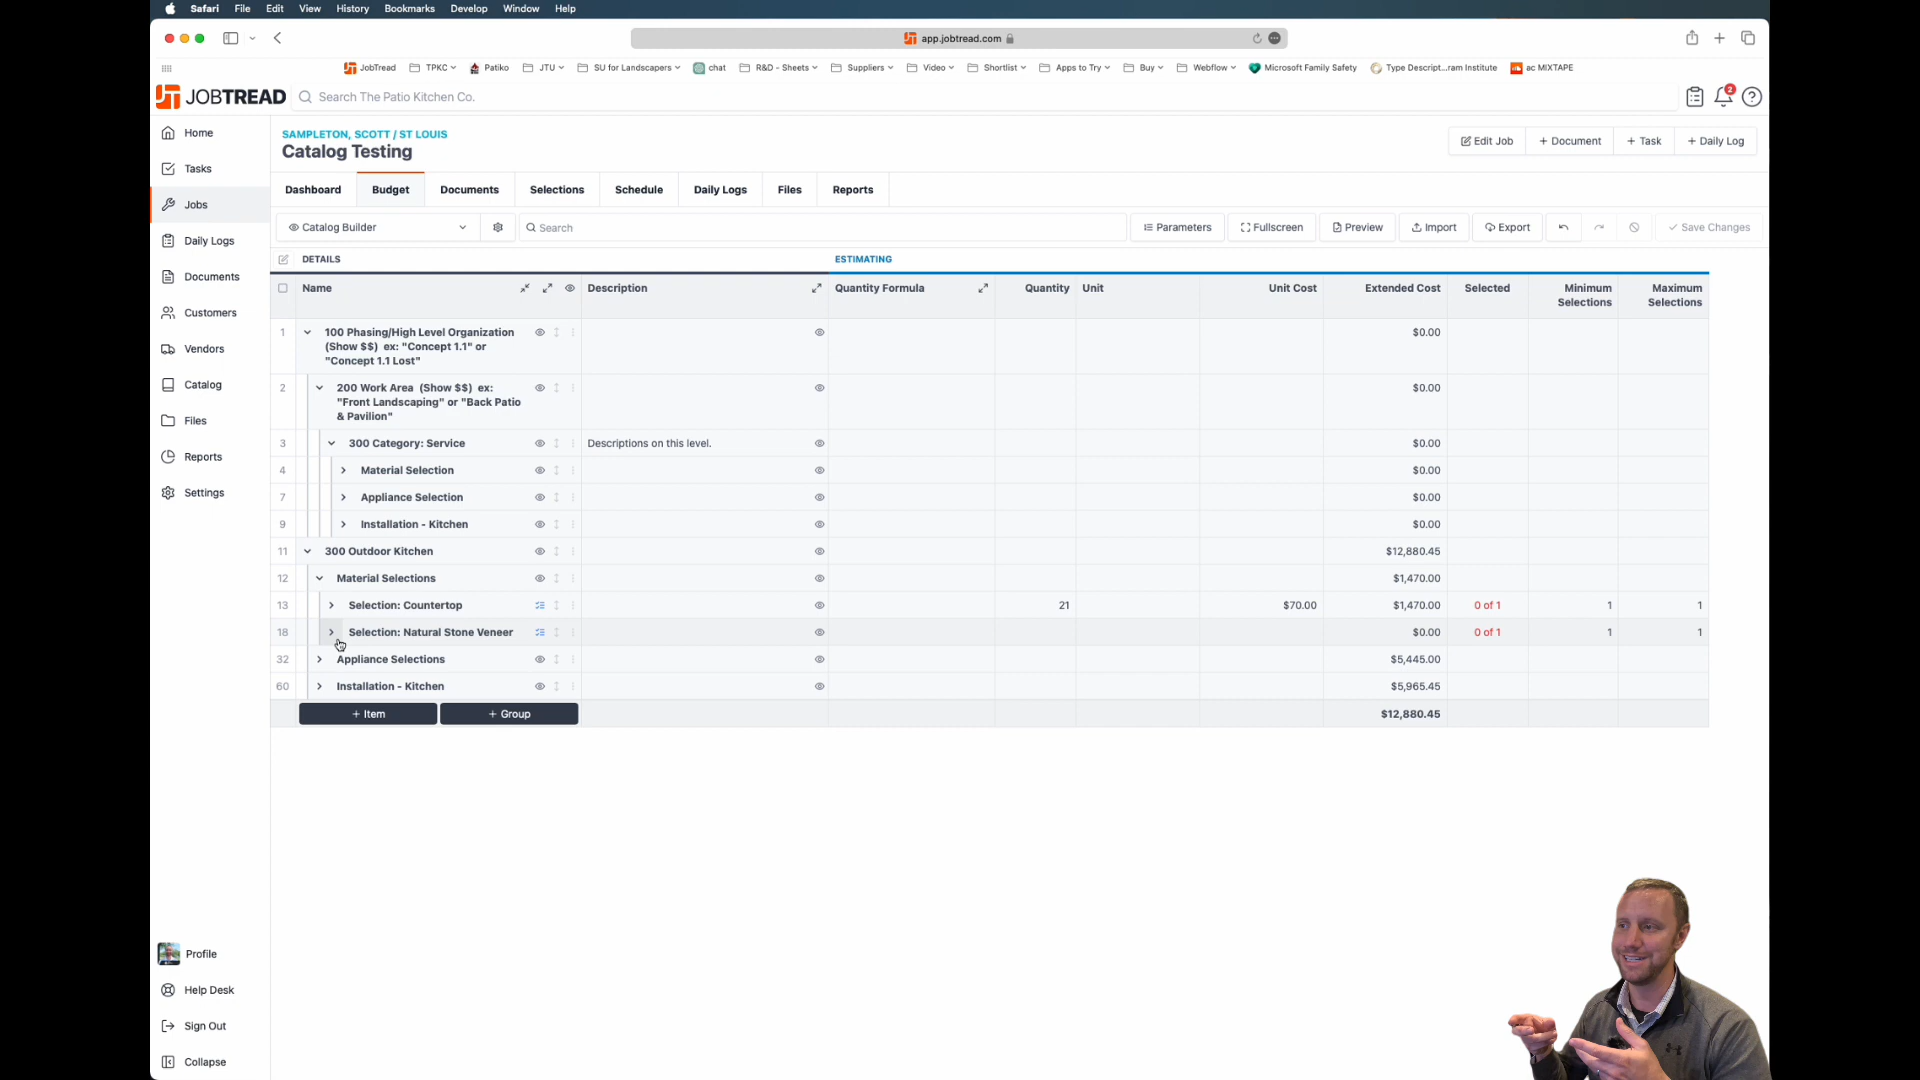 Safari File Edit View History Bookmarks Develop Window Help
app.jobtread.com
JobTread TPKC Patiko JTU SU for Landscapers chat R&D - Sheets Suppliers Video Shortlist Apps to Try Buy Webflow Microsoft Family Safety Type Descript...ram Institute ac MIXTAPE
JOBTREAD Search The Patio Kitchen Co. 2
Home
Tasks
Jobs
Daily Logs
Documents
Customers
Vendors
Catalog
Files
Reports
Settings
Profile
Help Desk
Sign Out
Collapse
SAMPLETON, SCOTT / ST LOUIS
Catalog Testing
Edit Job + Document + Task + Daily Log
Dashboard Budget Documents Selections Schedule Daily Logs Files Reports
Catalog Builder Search Parameters Fullscreen Preview Import Export Save Changes
DETAILS ESTIMATING
Name Description Quantity Formula Quantity Unit Unit Cost Extended Cost Selected Minimum Selections Maximum Selections
1 100 Phasing/High Level Organization $0.00
(Show $$) ex: "Concept 1.1" or
"Concept 1.1 Lost"
2 200 Work Area (Show $$) ex: $0.00
"Front Landscaping" or "Back Patio
& Pavilion"
3 300 Category: Service Descriptions on this level. $0.00
4 Material Selection $0.00
7 Appliance Selection $0.00
9 Installation - Kitchen $0.00
11 300 Outdoor Kitchen $12,880.45
12 Material Selections $1,470.00
13 Selection: Countertop 21 $70.00 $1,470.00 0 of 1 1 1
18 Selection: Natural Stone Veneer $0.00 0 of 1 1 1
32 Appliance Selections $5,445.00
60 Installation - Kitchen $5,965.45
+ Item + Group $12,880.45